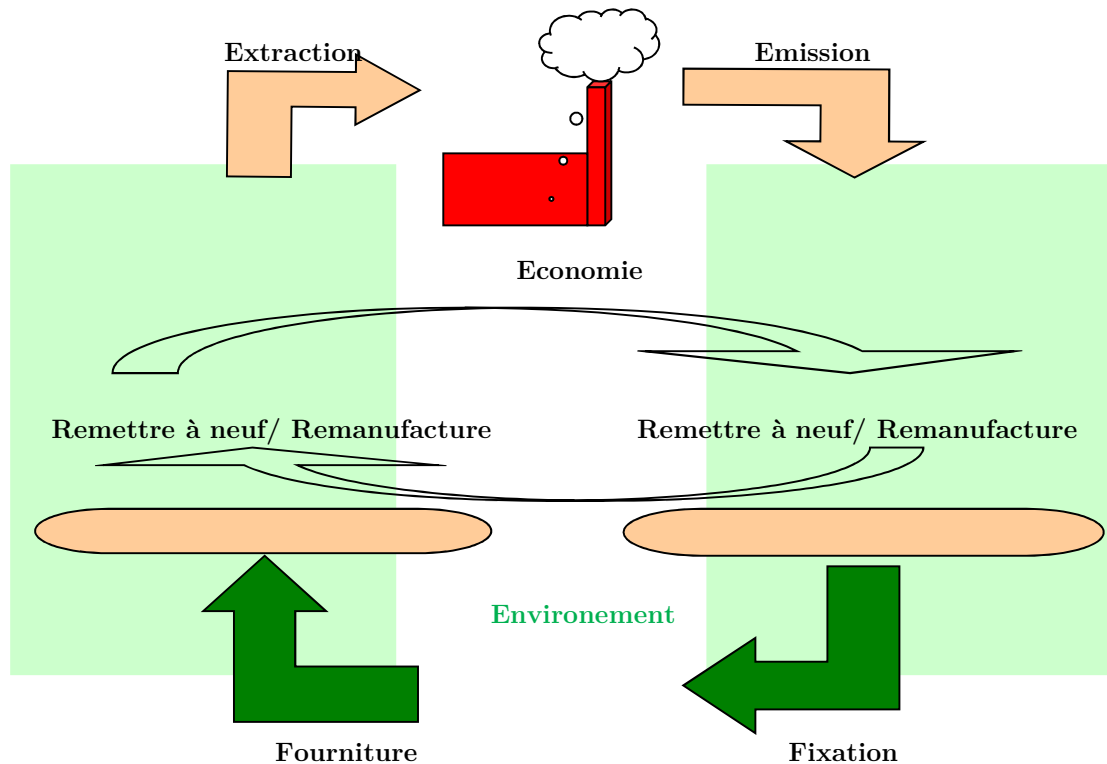 Extraction
Emission
Economie
Remettre à neuf/ Remanufacture
Remettre à neuf/ Remanufacture
Environement
Fourniture
Fixation